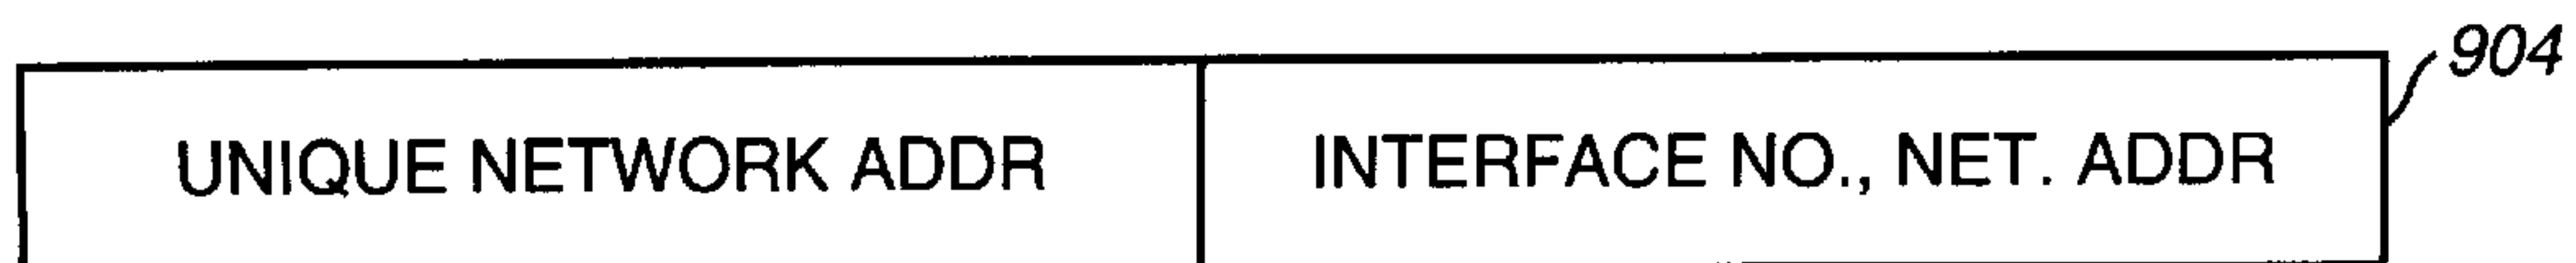 904
UNIQUE NETWORK ADDR
INTERFACE NO., NET. ADDR